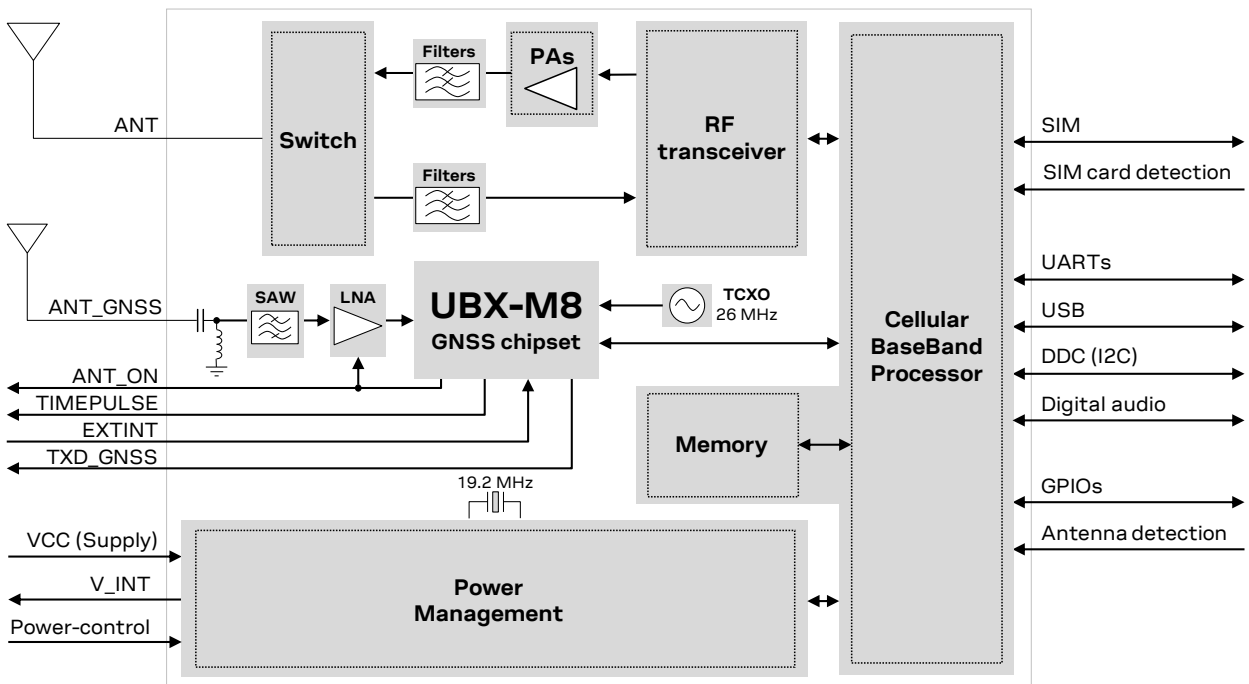 ANT
Switch
Filters
PAs
Filters
RF
transceiver
ANT_GNSS
SAW
LNA
UBX-M8
GNSS chipset
TCXO
26 MHz
ANT_ON
TIMEPULSE
EXTINT
TXD_GNSS
Memory
Cellular
BaseBand
Processor
SIM
SIM card detection
UARTs
USB
DDC (I2C)
Digital audio
GPIOs
Antenna detection
19.2 MHz
VCC (Supply)
V_INT
Power-control
Power
Management